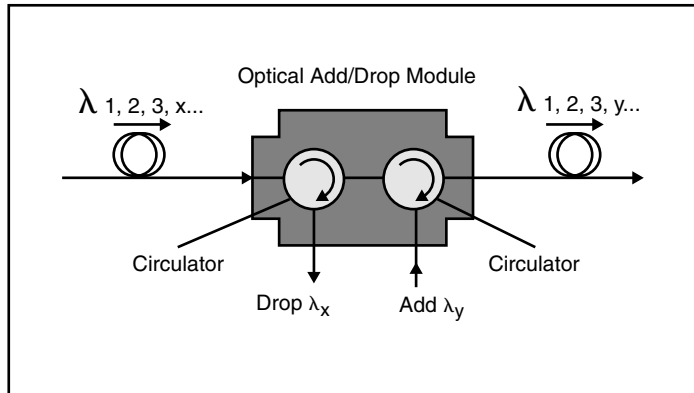 Optical Add/Drop Module
λ 1, 2, 3, x...
λ 1, 2, 3, y...
Circulator
Circulator
Drop λx
Add λy